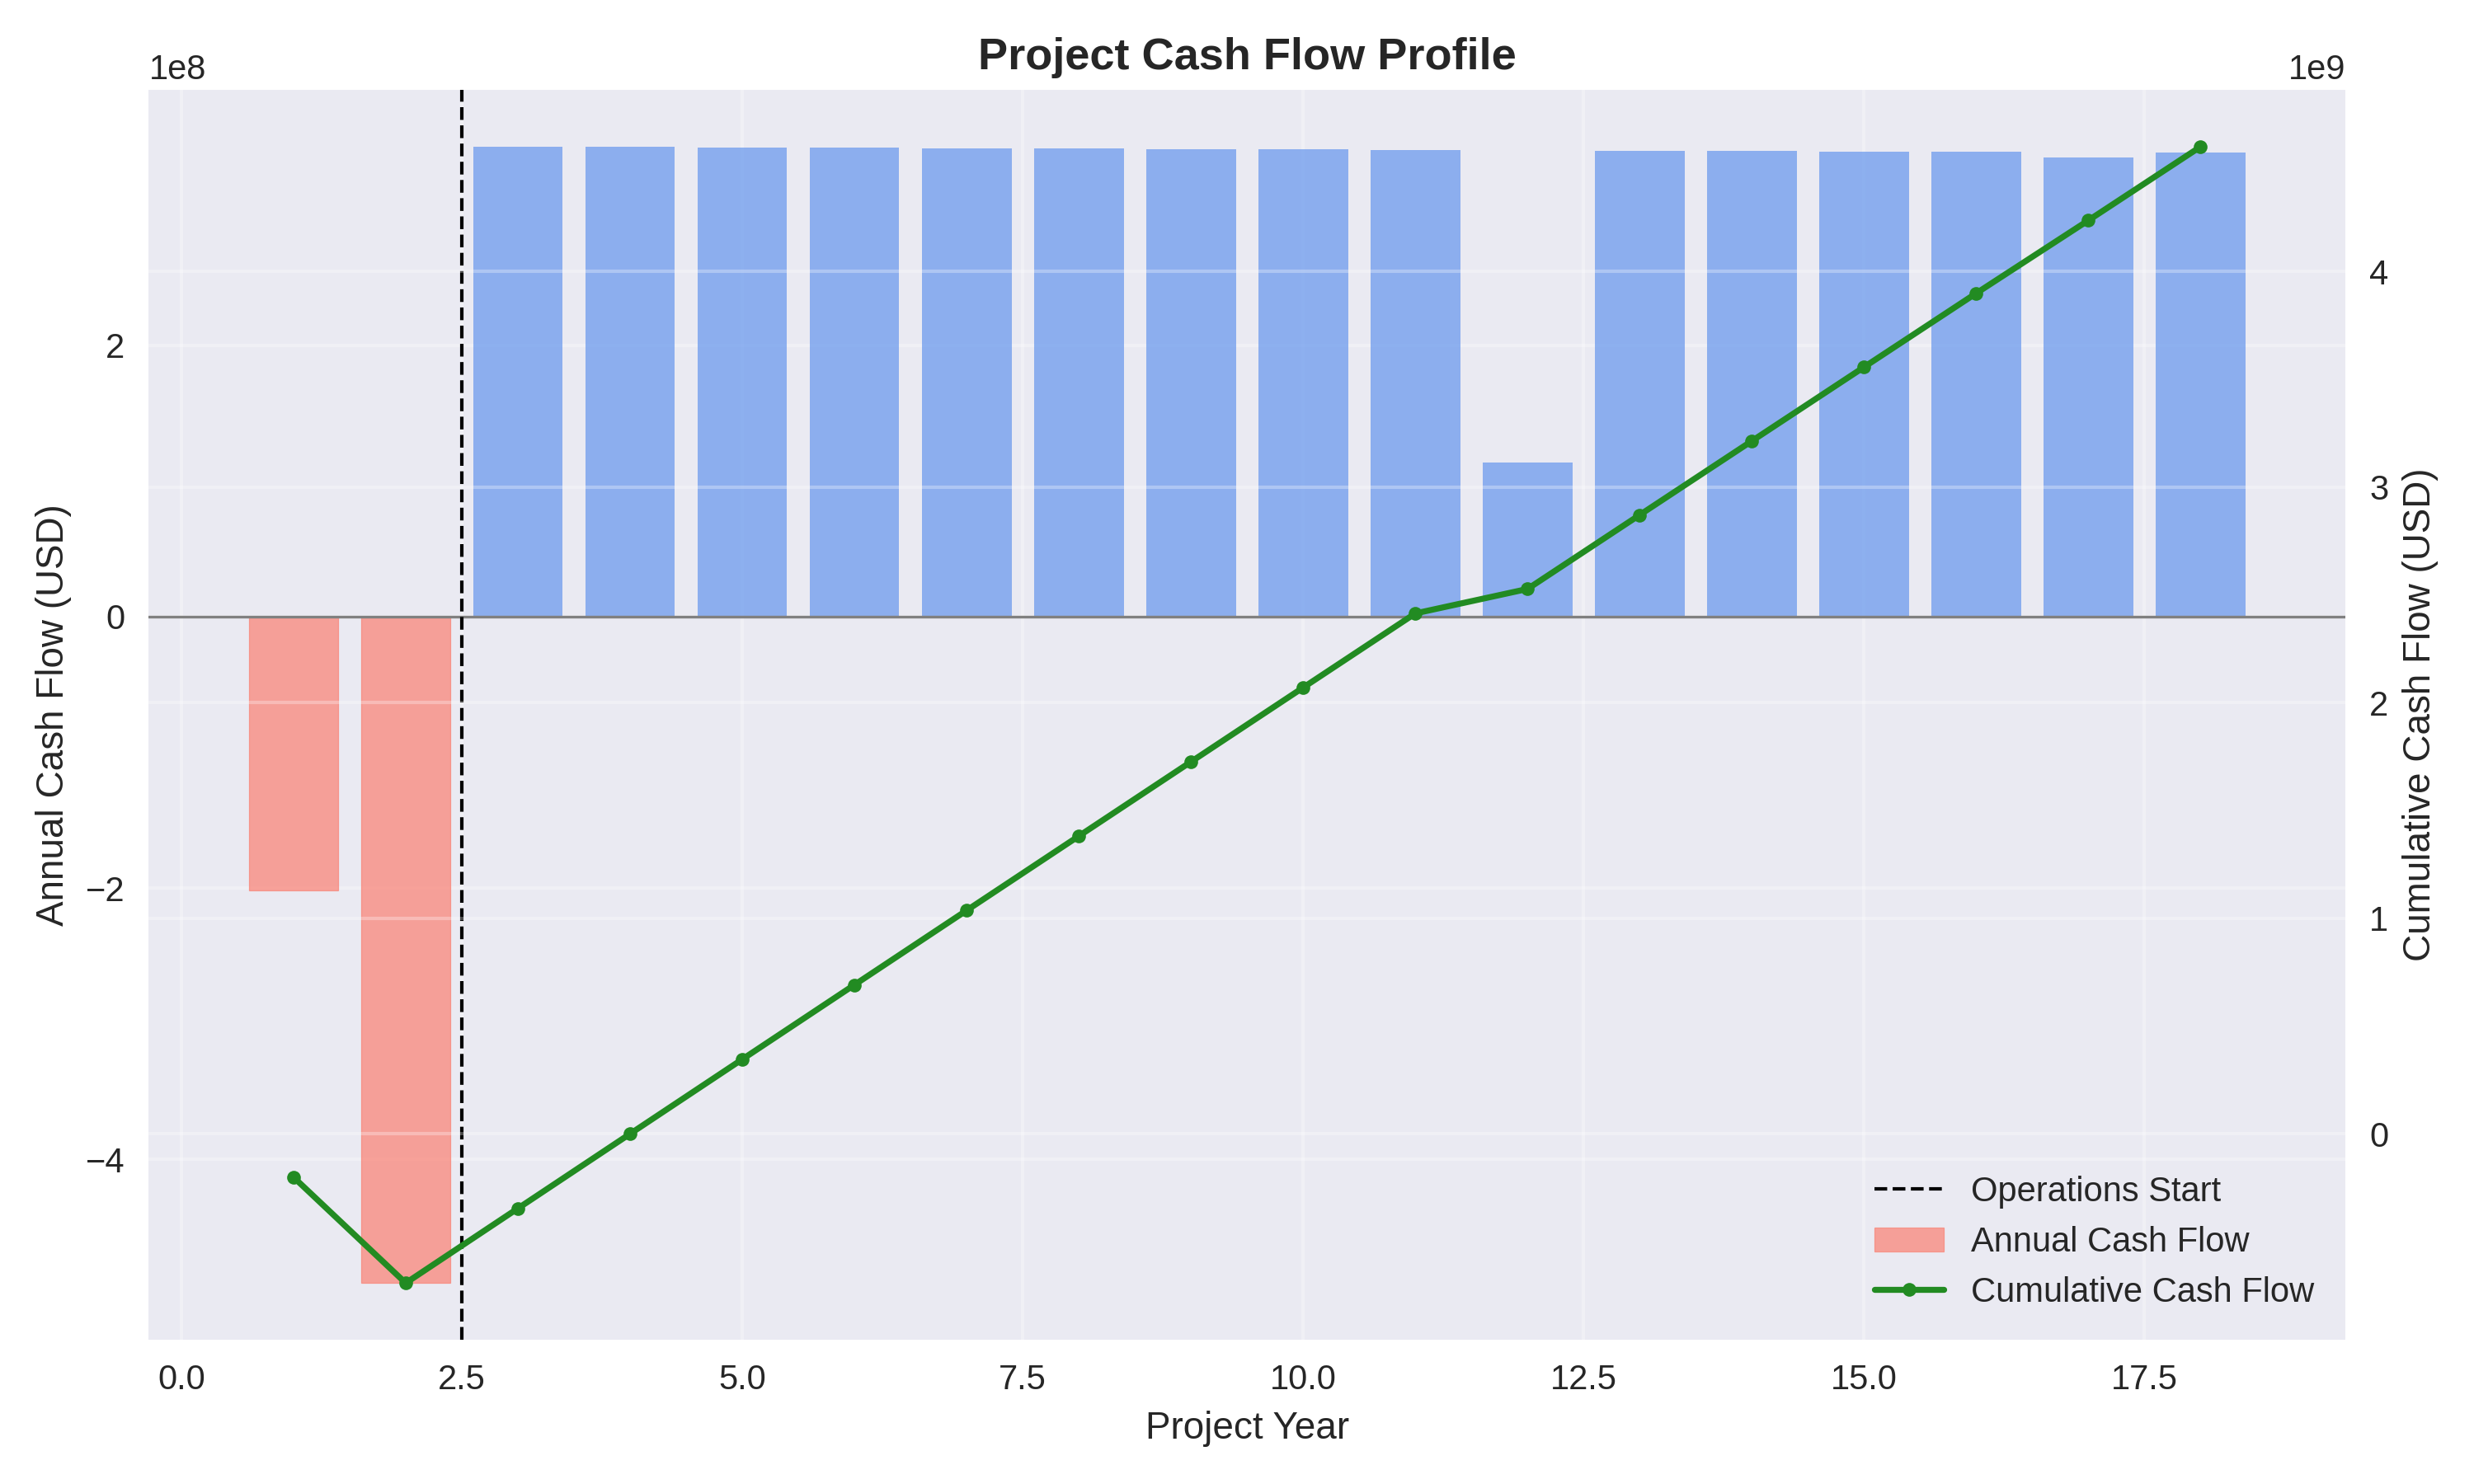 Project Cash Flow Profile
1e8
1e9
2
0
−2
−4
Annual Cash Flow (USD)
4
3
2
1
0
Cumulative Cash Flow (USD)
Operations Start
Annual Cash Flow
Cumulative Cash Flow
0.0 2.5 5.0 7.5 10.0 12.5 15.0 17.5
Project Year